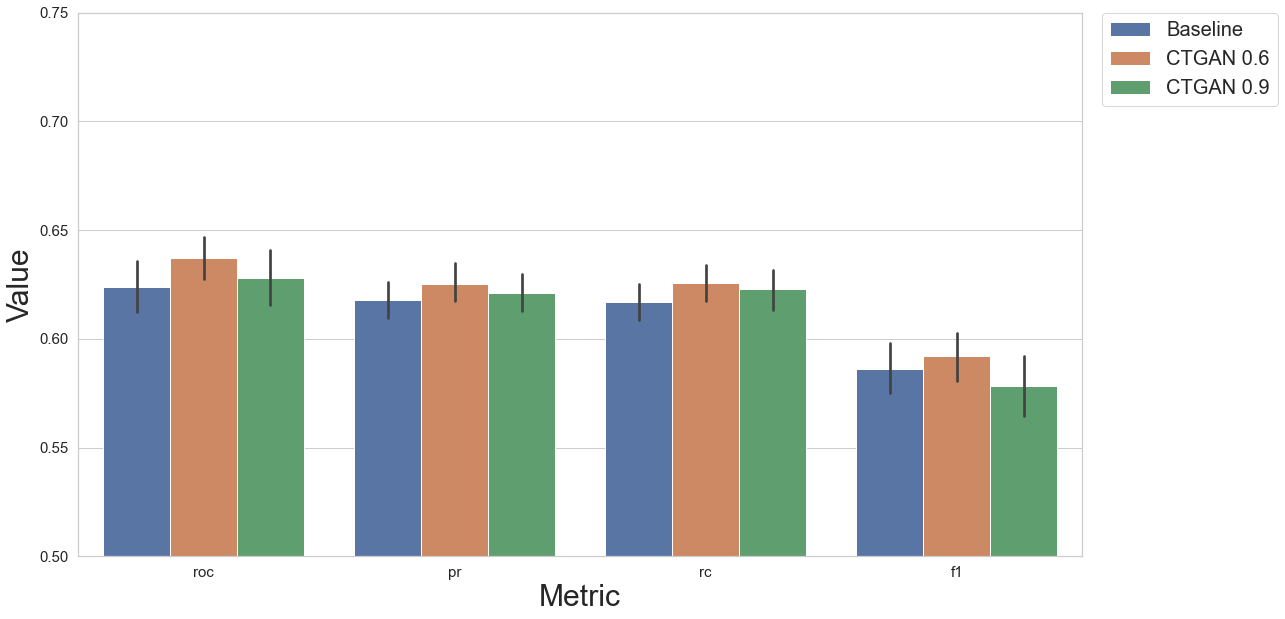 0.75
0.70
0.65
0.60
0.55
0.50
Value
roc
pr
rc
f1
Metric
Baseline
CTGAN 0.6
CTGAN 0.9